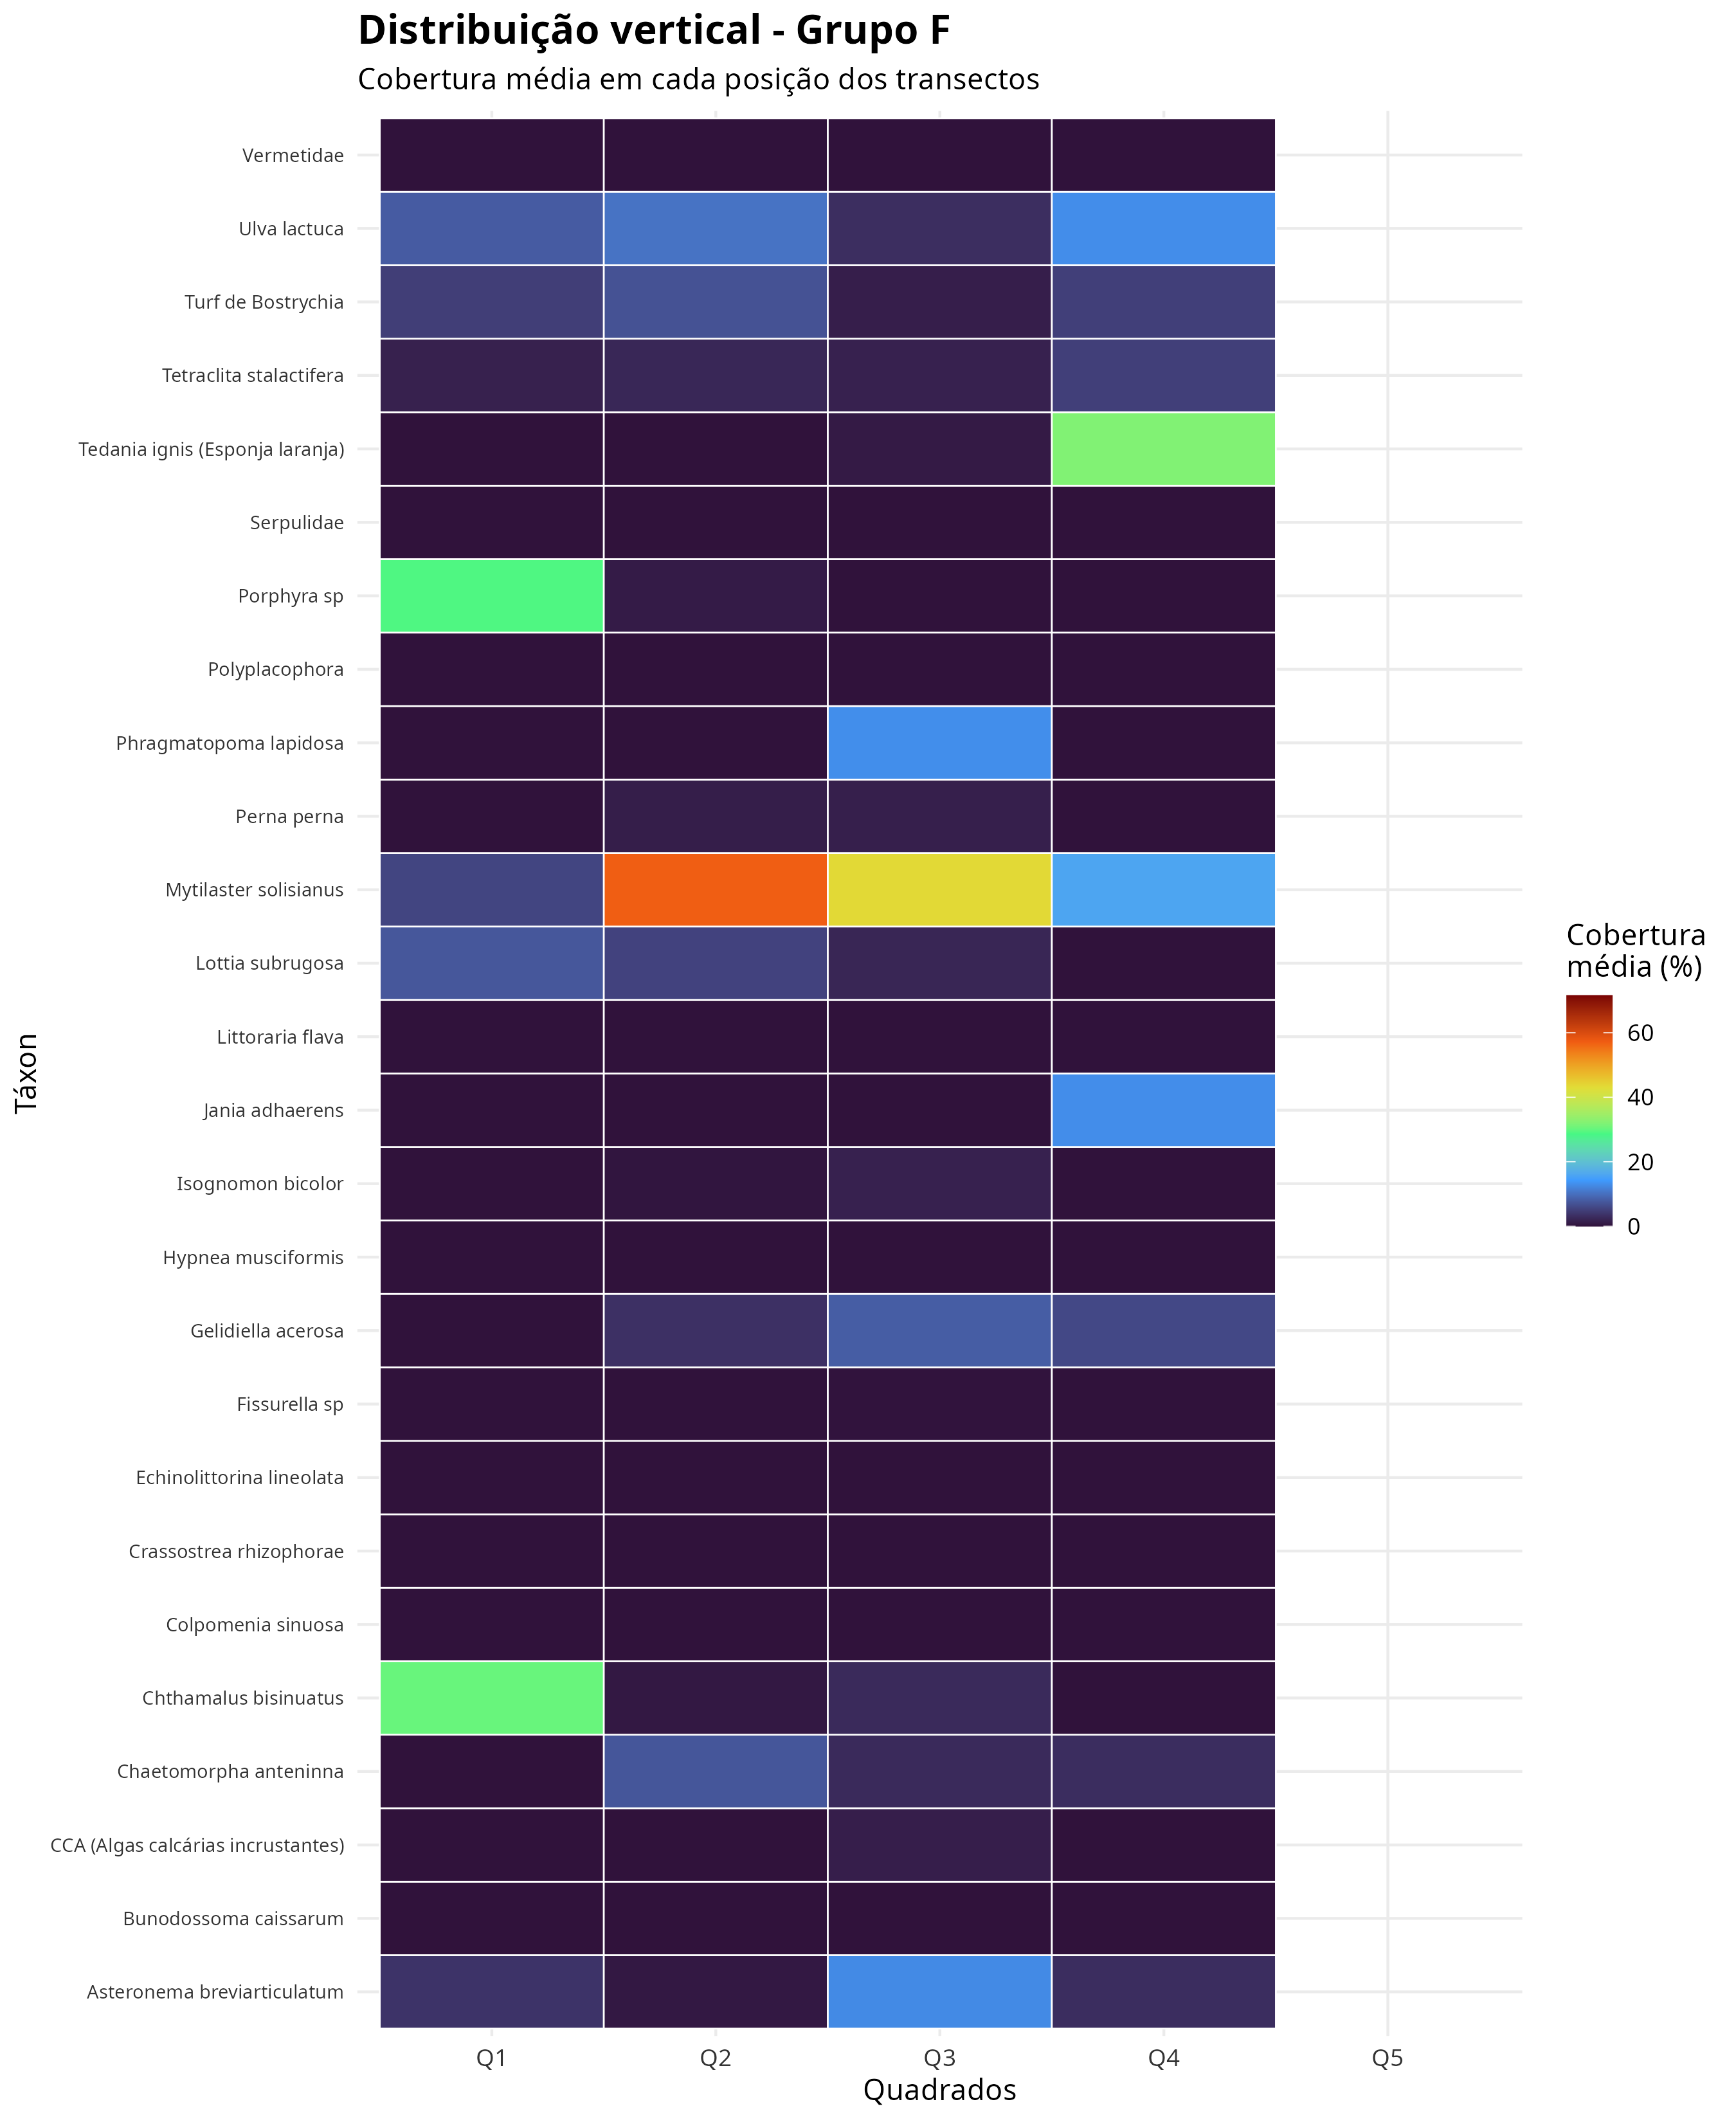 Distribuição vertical - Grupo F
Cobertura média em cada posição dos transectos
Táxon
Vermetidae
Ulva lactuca
Turf de Bostrychia
Tetraclita stalactifera
Tedania ignis (Esponja laranja)
Serpulidae
Porphyra sp
Polyplacophora
Phragmatopoma lapidosa
Perna perna
Mytilaster solisianus
Lottia subrugosa
Littoraria flava
Jania adhaerens
Isognomon bicolor
Hypnea musciformis
Gelidiella acerosa
Fissurella sp
Echinolittorina lineolata
Crassostrea rhizophorae
Colpomenia sinuosa
Chthamalus bisinuatus
Chaetomorpha anteninna
CCA (Algas calcárias incrustantes)
Bunodossoma caissarum
Asteronema breviarticulatum
Q1 Q2 Q3 Q4 Q5
Quadrados
Cobertura
média (%)
60
40
20
0